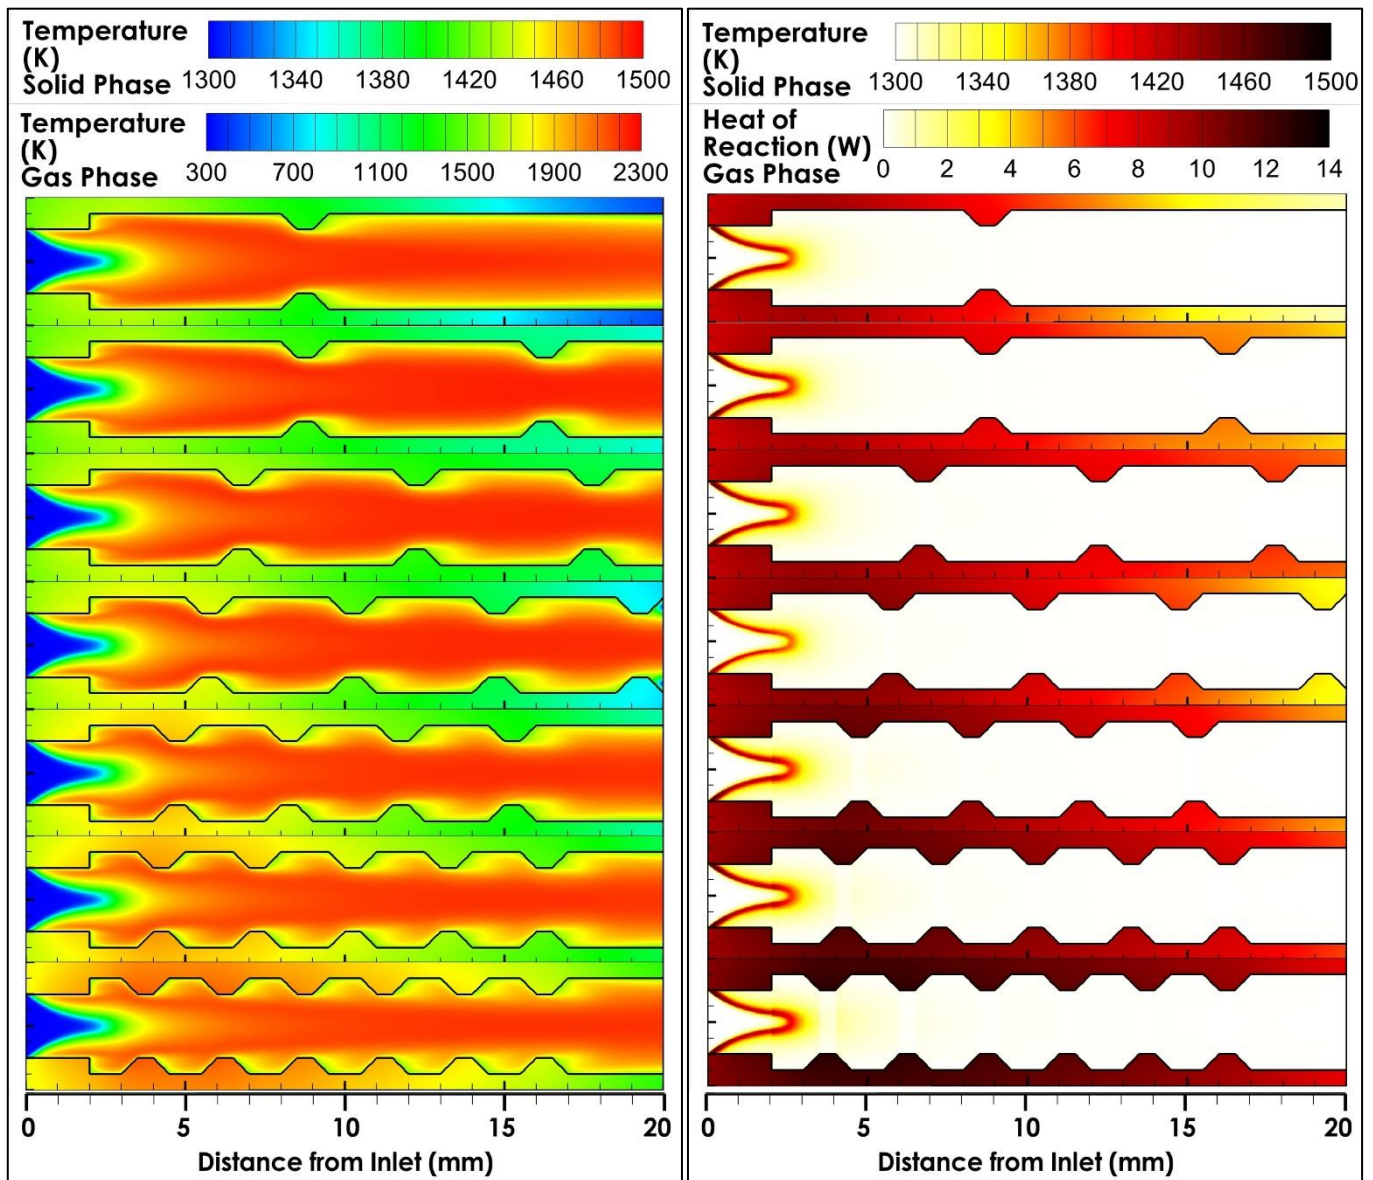 Temperature
(K)
Solid Phase 1300 1340 1380 1420 1460 1500
Temperature
(K)
Gas Phase 300 700 1100 1500 1900 2300
0 5 10 15 20
Distance from Inlet (mm)
Temperature
(K)
Solid Phase 1300 1340 1380 1420 1460 1500
Heat of
Reaction (W)
Gas Phase 0 2 4 6 8 10 12 14
0 5 10 15 20
Distance from Inlet (mm)